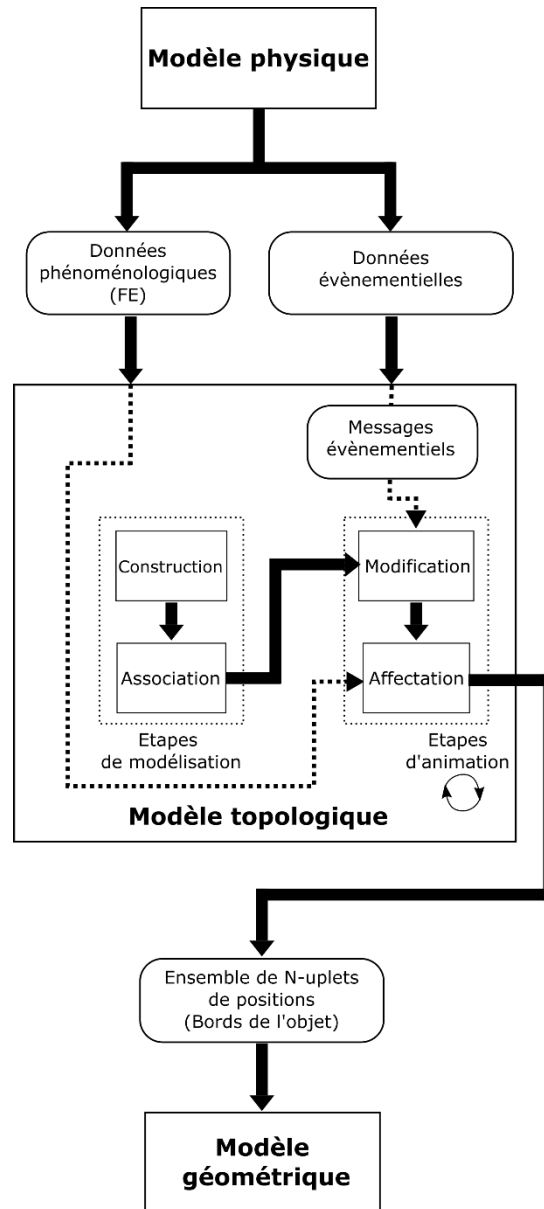 Modèle physique
Données
phénoménologiques
(FE)
Données
évènementielles
Messages
évènementiels
Construction
Modification
Association
Affectation
Etapes
de modélisation
Etapes
d'animation
Modèle topologique
Ensemble de N-uplets
de positions
(Bords de l'objet)
Modèle
géométrique